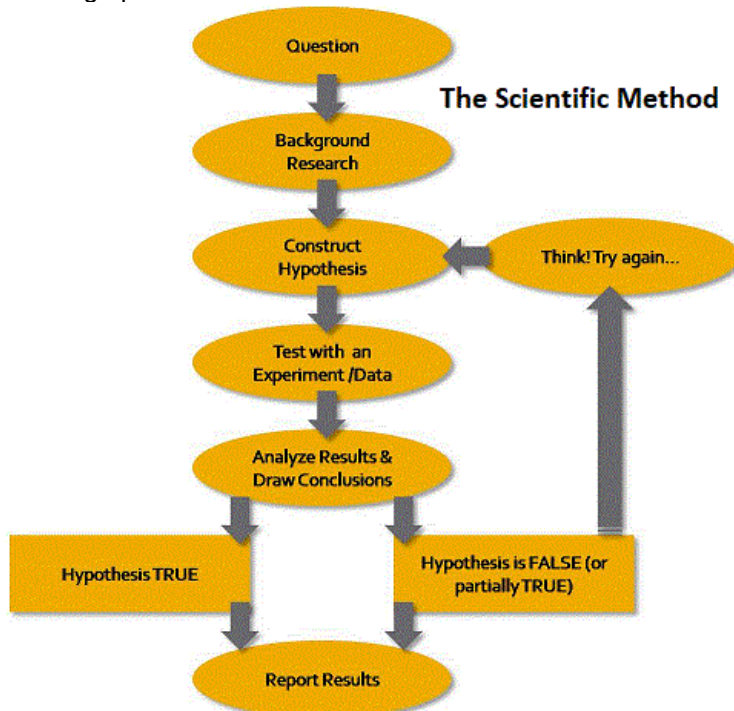 Question
The Scientific Method
Background
Research
Construct
Hypothesis
Think! Try again...
Test with an
Experiment /Data
Analyze Results &
Draw Conclusions
Hypothesis TRUE
Hypothesis is FALSE (or
partially TRUE)
Report Results